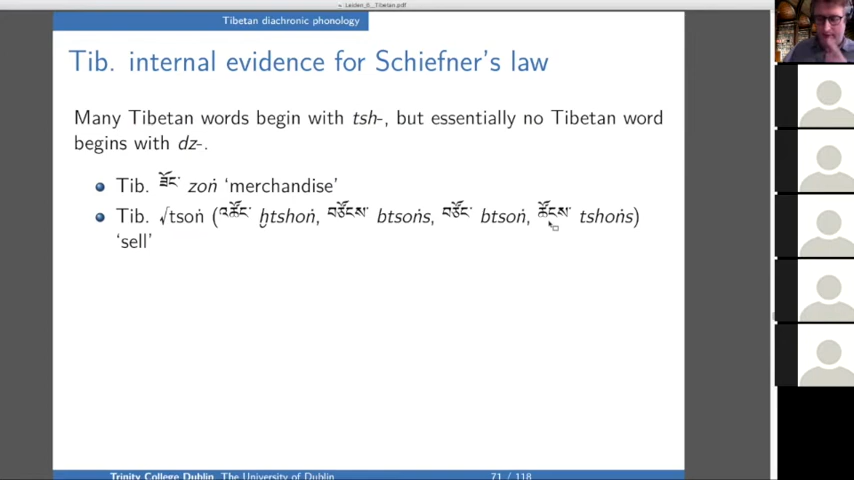 Leiden_6__Tibetan.pdf
Tibetan diachronic phonology
Tib. internal evidence for Schiefner's law
Many Tibetan words begin with tsh-, but essentially no Tibetan word
begins with dz-.
Tib. ཟོང་ zoṅ ‘merchandise’
Tib. √tsoṅ (འཚོང་ ḫtshoṅ, བཙོངས་ btsoṅs, བཙོང་ btsoṅ, ཚོངས་ tshoṅs)
‘sell’
Trinity College Dublin, The University of Dublin
71 / 118